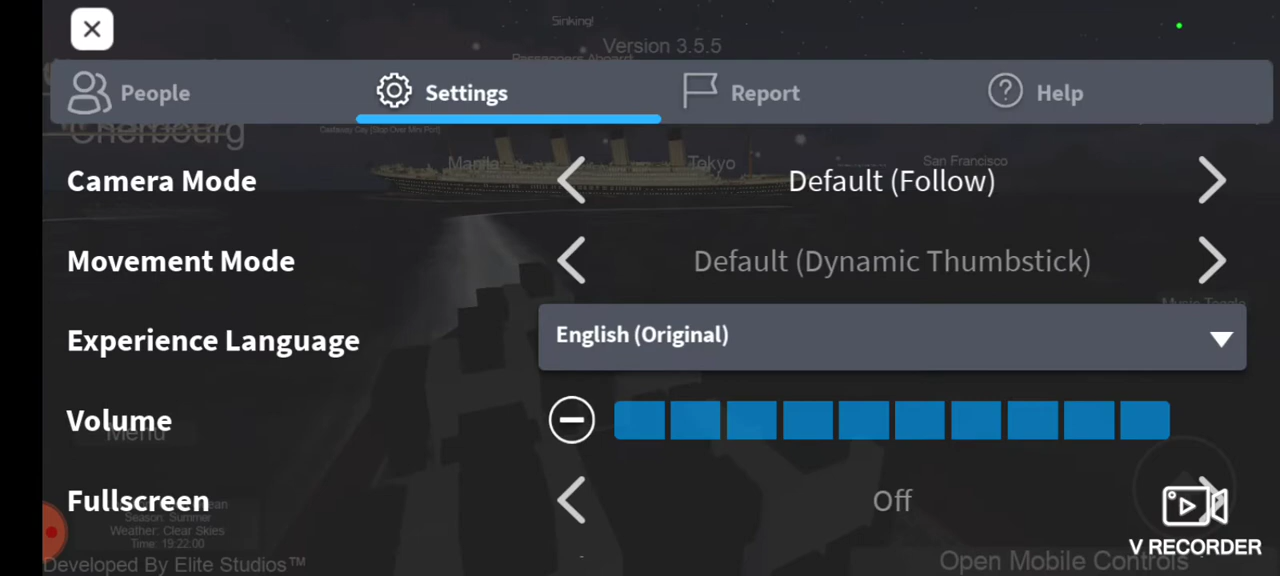 Sinking!
Version 3.5.5
Passengers Aboard
People
Settings
Report
Help
Cherbourg
Castaway Cay (Stop Over Mini Port)
Manila
Tokyo
San Francisco
Camera Mode
Default (Follow)
Movement Mode
Default (Dynamic Thumbstick)
Music Toggle
Experience Language
English (Original)
Volume
Menu
Fullscreen
Off
Season: Summer
Weather: Clear Skies
Time: 19:22:00
V RECORDER
Developed By Elite Studios™
Open Mobile Controls